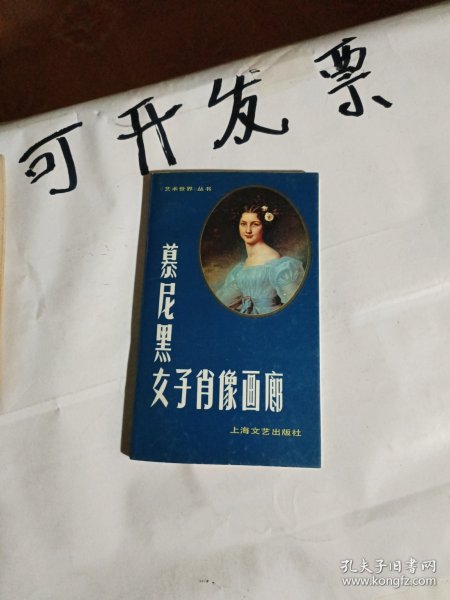 可开发票
《艺术世界》丛书
慕尼黑
女子肖像画廊
上海文艺出版社
孔夫子旧书网
www.kongfz.com